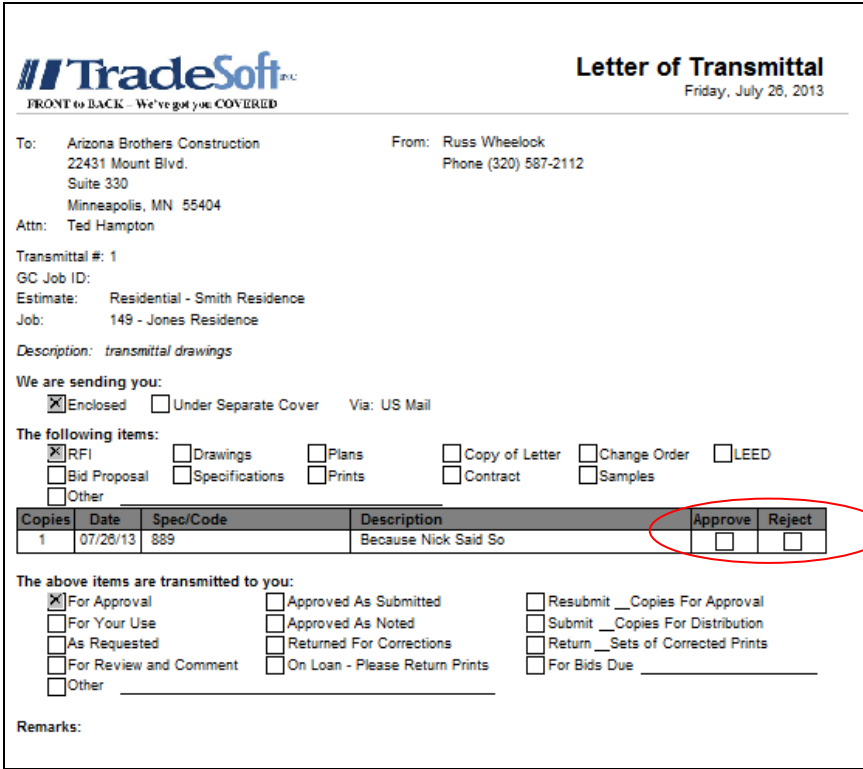 TradeSoft INC
FRONT to BACK – We've got you COVERED
Letter of Transmittal
Friday, July 26, 2013
To: Arizona Brothers Construction
22431 Mount Blvd.
Suite 330
Minneapolis, MN 55404
Attn: Ted Hampton
From: Russ Wheelock
Phone (320) 587-2112
Transmittal #: 1
GC Job ID:
Estimate: Residential - Smith Residence
Job: 149 - Jones Residence
Description: transmittal drawings
We are sending you:
Enclosed Under Separate Cover Via: US Mail
The following items:
RFI Drawings Plans Copy of Letter Change Order LEED
Bid Proposal Specifications Prints Contract Samples
Other
Copies Date Spec/Code Description Approve Reject
1 07/26/13 889 Because Nick Said So
The above items are transmitted to you:
For Approval Approved As Submitted Resubmit __Copies For Approval
For Your Use Approved As Noted Submit __Copies For Distribution
As Requested Returned For Corrections Return __Sets of Corrected Prints
For Review and Comment On Loan - Please Return Prints For Bids Due
Other
Remarks: